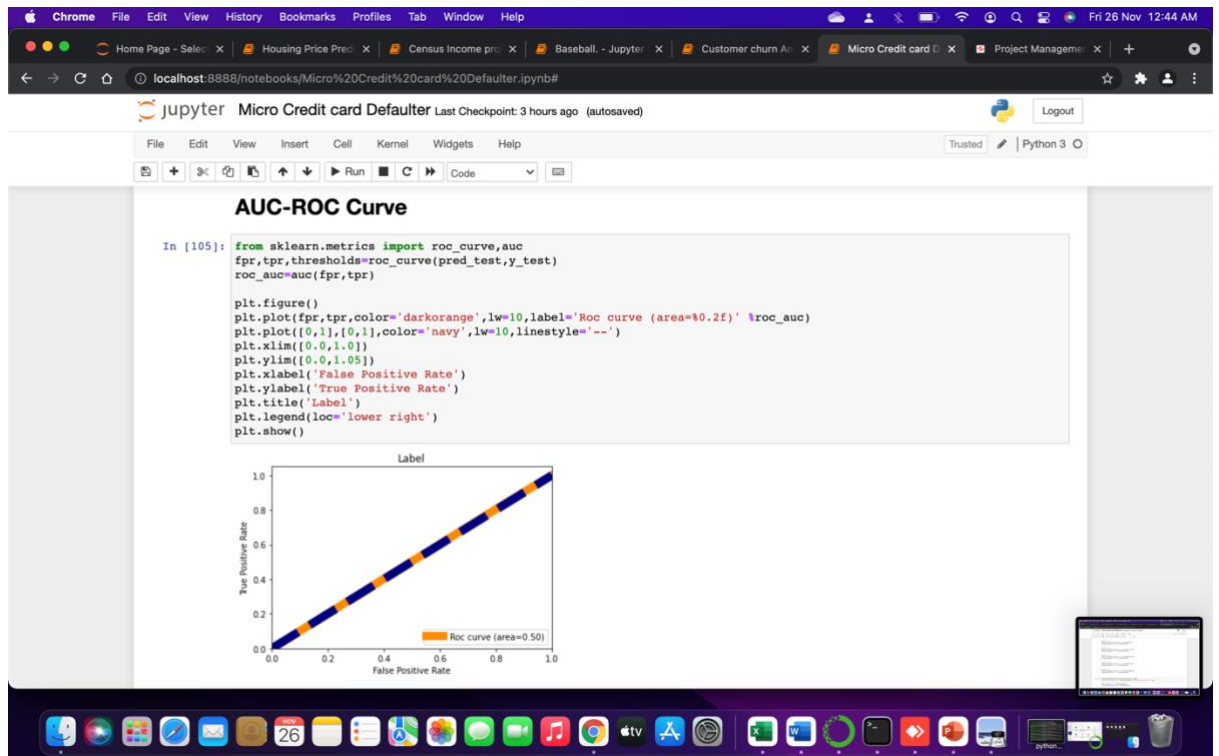 Chrome File Edit View History Bookmarks Profiles Tab Window Help Fri 26 Nov 12:44 AM
Home Page - Selec Housing Price Predi Census Income pro Baseball. - Jupyter Customer churn An Micro Credit card D Project Managemen
localhost:8888/notebooks/Micro%20Credit%20card%20Defaulter.ipynb#
jupyter Micro Credit card Defaulter Last Checkpoint: 3 hours ago (autosaved) Logout
File Edit View Insert Cell Kernel Widgets Help Trusted Python 3
Run Code
AUC-ROC Curve
In [105]: from sklearn.metrics import roc_curve,auc
fpr,tpr,thresholds=roc_curve(pred_test,y_test)
roc_auc=auc(fpr,tpr)
plt.figure()
plt.plot(fpr,tpr,color='darkorange',lw=10,label='Roc curve (area=%0.2f)' %roc_auc)
plt.plot([0,1],[0,1],color='navy',lw=10,linestyle='--')
plt.xlim([0.0,1.0])
plt.ylim([0.0,1.05])
plt.xlabel('False Positive Rate')
plt.ylabel('True Positive Rate')
plt.title('Label')
plt.legend(loc='lower right')
plt.show()
Label
1.0
0.8
0.6
0.4
0.2
0.0
True Positive Rate
Roc curve (area=0.50)
0.0 0.2 0.4 0.6 0.8 1.0
False Positive Rate
NOV
26
tv
python